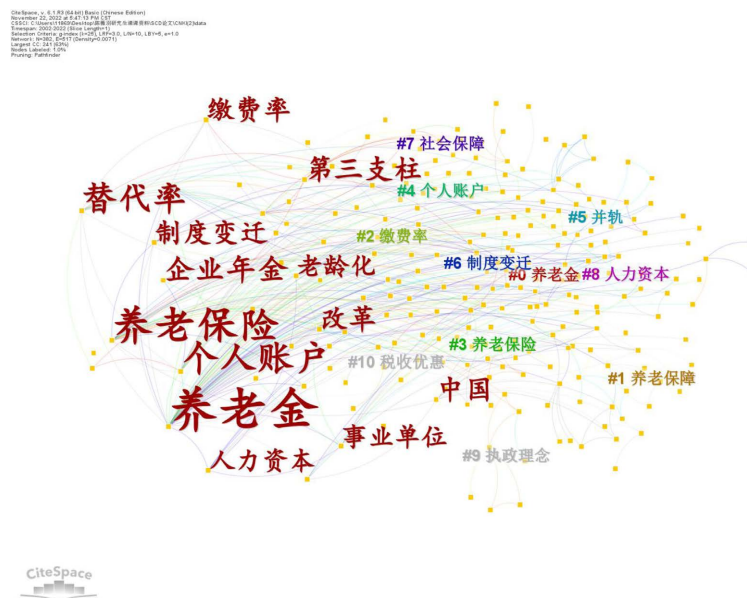 CiteSpace, v. 6.1.R3 (64-bit) Basic (Chinese Edition)
November 22, 2022 at 5:47:13 PM CST
Timespan: 2002-2022 (Slice Length=1)
Selection Criteria: g-index (k=25), LRF=3.0, L/N=10, LBY=5, e=1.0
Network: N=382, E=517 (Density=0.0071)
Largest CC: 241 (63%)
Nodes Labeled: 1.0%
Pruning: Pathfinder
缴费率
#7 社会保障
第三支柱
#4 个人账户
替代率
#5 并轨
制度变迁
#2 缴费率
企业年金
老龄化
#6 制度变迁
#0 养老金
#8 人力资本
养老保险
改革
#3 养老保险
个人账户
#10 税收优惠
中国
#1 养老保障
养老金
事业单位
人力资本
#9 执政理念
CiteSpace